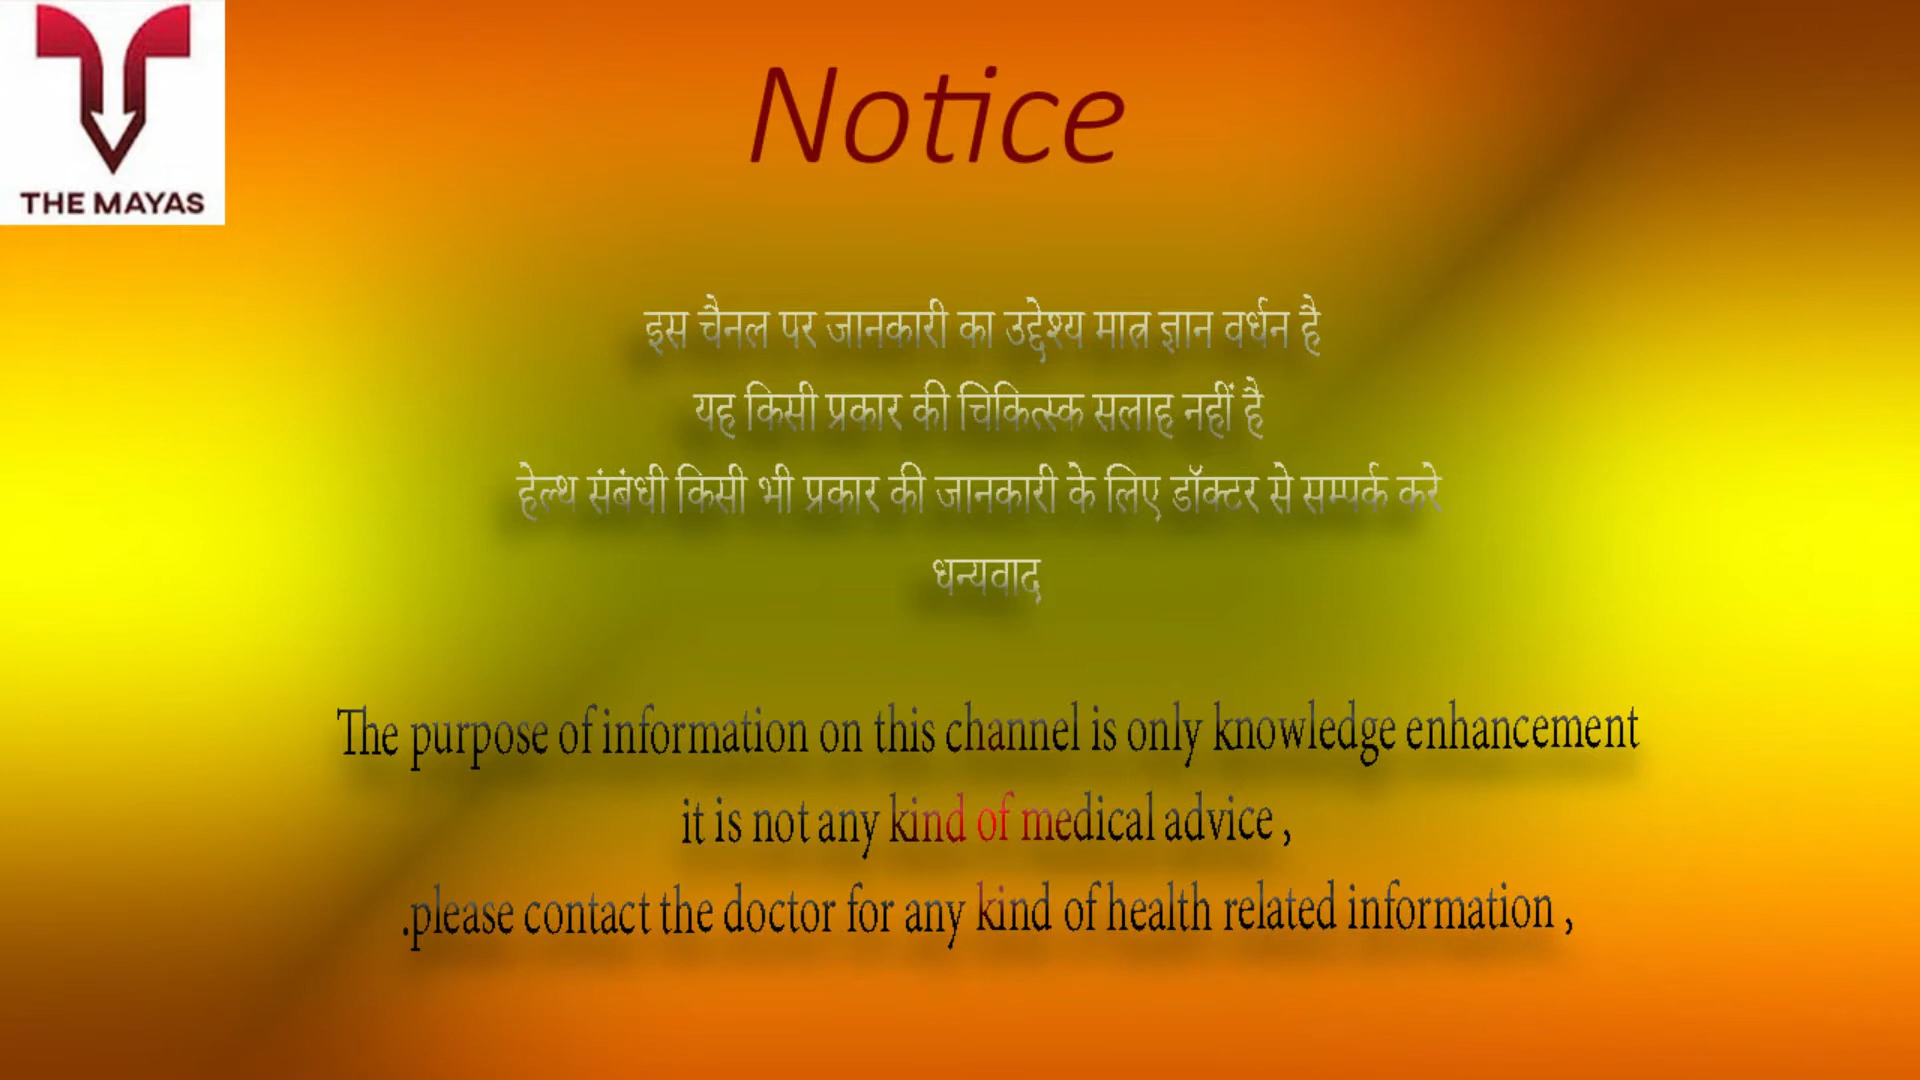 THE MAYAS
Notice
इस चैनल पर जानकारी का उद्देश्य मात्र ज्ञान वर्धन है
यह किसी प्रकार की चिकित्स्क सलाह नहीं है
हेल्थ संबंधी किसी भी प्रकार की जानकारी के लिए डॉक्टर से सम्पर्क करे
धन्यवाद
The purpose of information on this channel is only knowledge enhancement
it is not any kind of medical advice ,
.please contact the doctor for any kind of health related information ,